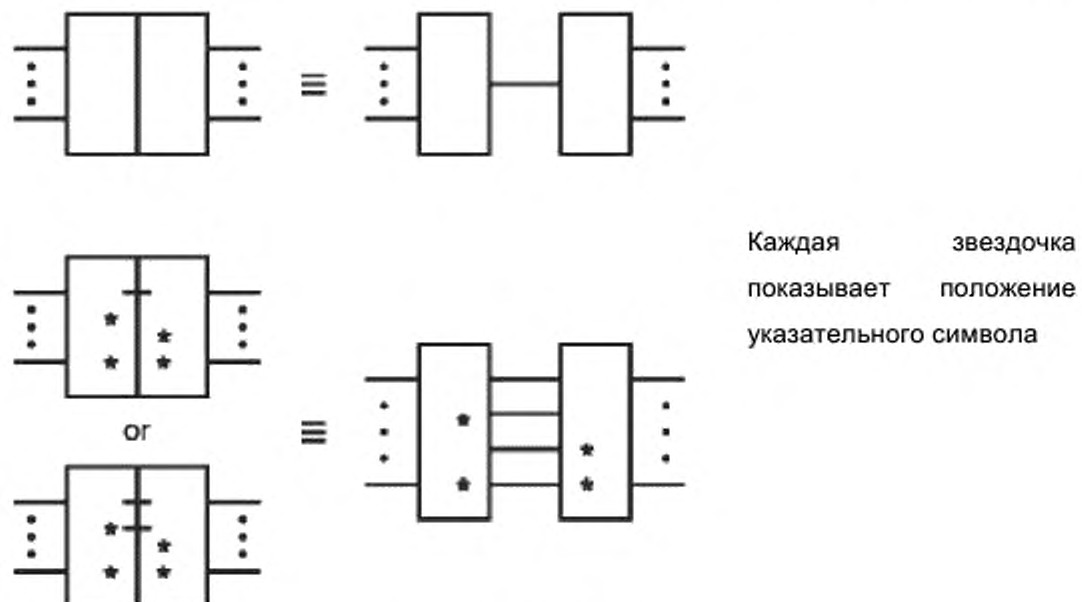 Каждая звездочка
показывает положение
указательного символа
or